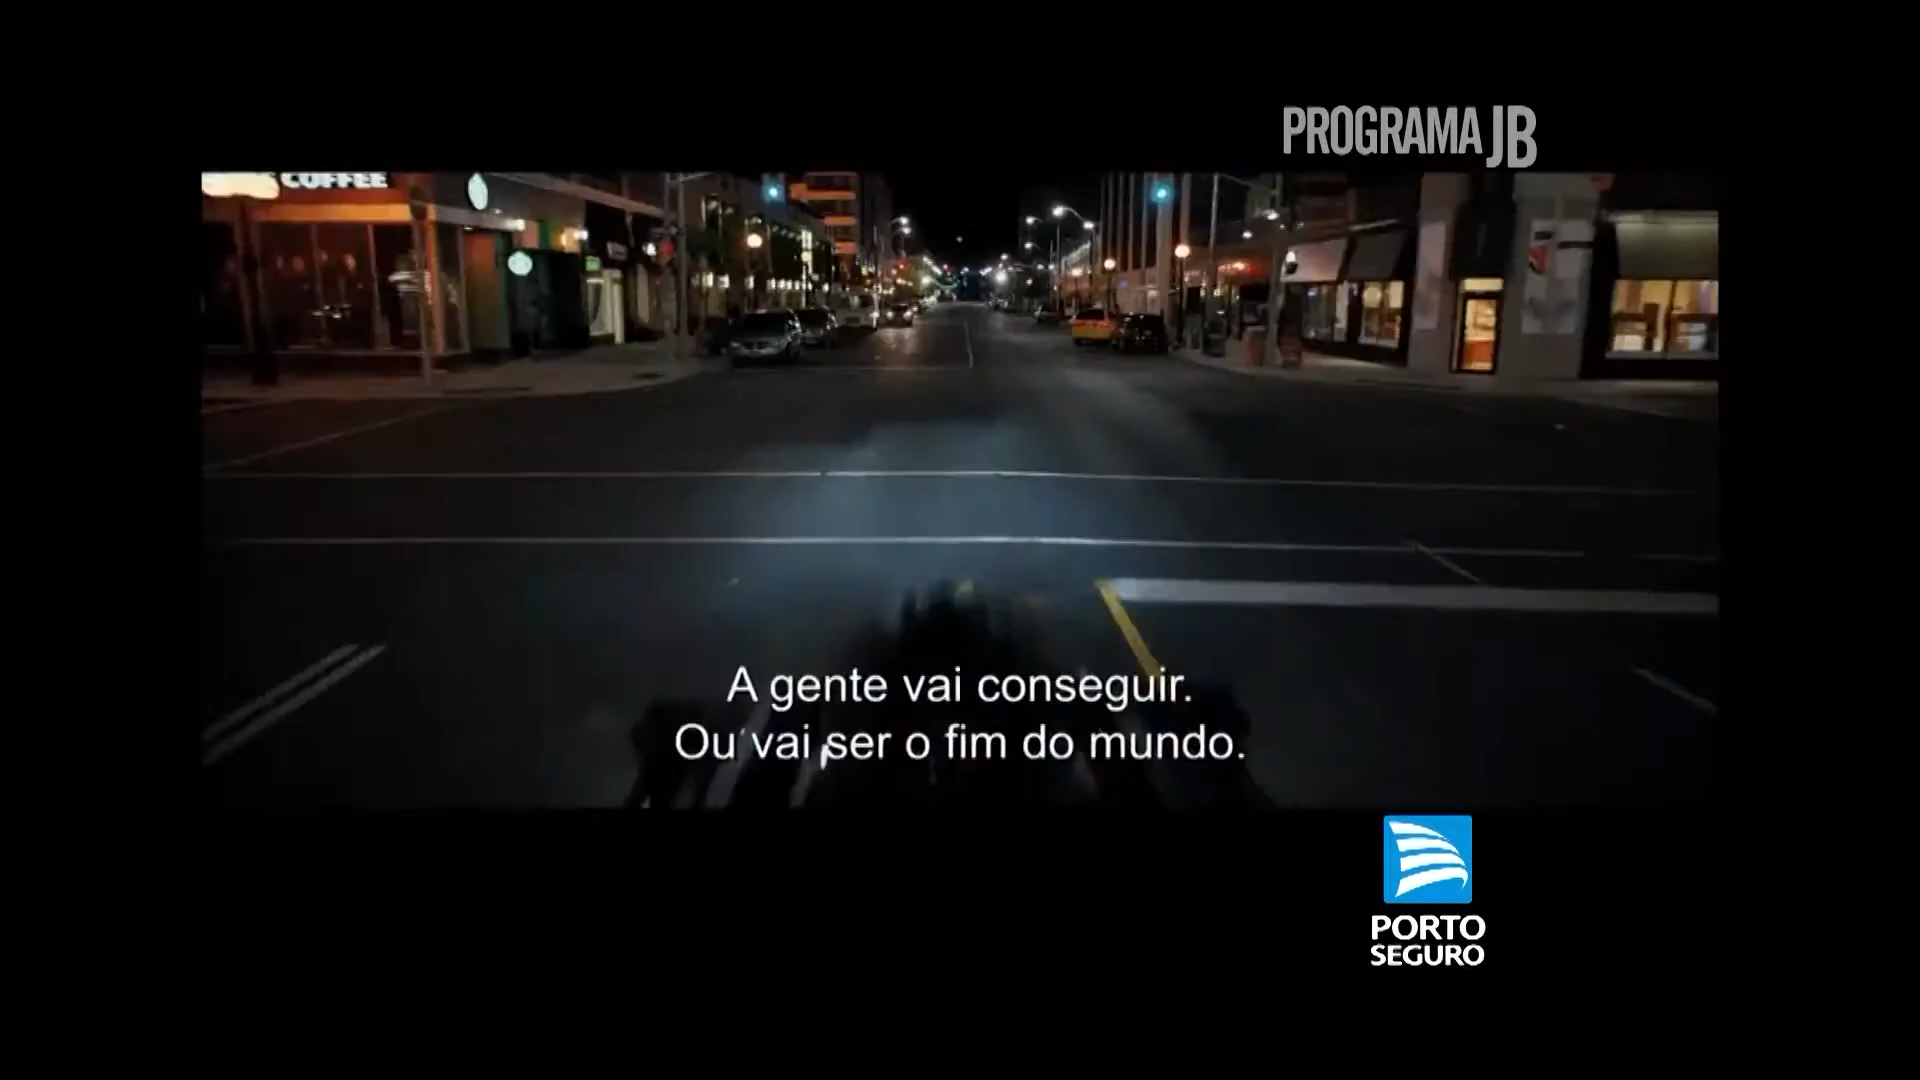 PROGRAMA JB
COFFEE
A gente vai conseguir.
Ou vai ser o fim do mundo.
PORTO
SEGURO